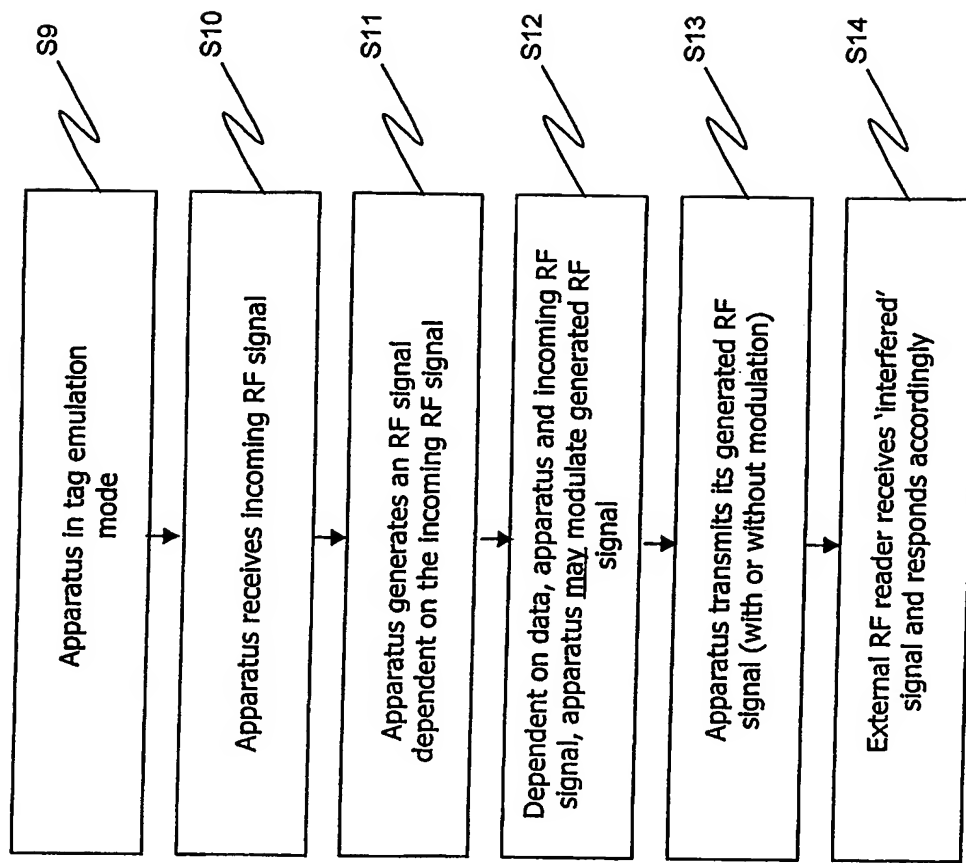 Apparatus in tag emulation
mode
S9
Apparatus receives incoming RF signal
S10
Apparatus generates an RF signal
dependent on the incoming RF signal
S11
Dependent on data, apparatus and incoming RF
signal, apparatus may modulate generated RF
signal
S12
Apparatus transmits its generated RF
signal (with or without modulation)
S13
External RF reader receives ‘interfered’
signal and responds accordingly
S14